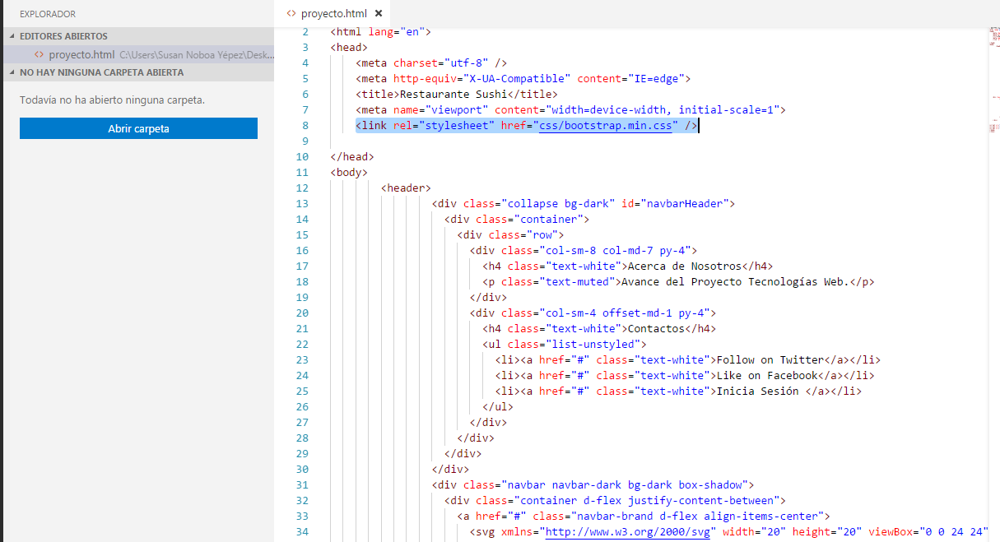 EXPLORADOR
EDITORES ABIERTOS
proyecto.html C:\Users\Susan Noboa Yépez\Desk...
NO HAY NINGUNA CARPETA ABIERTA
Todavía no ha abierto ninguna carpeta.
Abrir carpeta
proyecto.html
2 <html lang="en">
3 <head>
4 <meta charset="utf-8" />
5 <meta http-equiv="X-UA-Compatible" content="IE=edge">
6 <title>Restaurante Sushi</title>
7 <meta name="viewport" content="width=device-width, initial-scale=1">
8 <link rel="stylesheet" href="css/bootstrap.min.css" />
9
10 </head>
11 <body>
12 <header>
13 <div class="collapse bg-dark" id="navbarHeader">
14 <div class="container">
15 <div class="row">
16 <div class="col-sm-8 col-md-7 py-4">
17 <h4 class="text-white">Acerca de Nosotros</h4>
18 <p class="text-muted">Avance del Proyecto Tecnologías Web.</p>
19 </div>
20 <div class="col-sm-4 offset-md-1 py-4">
21 <h4 class="text-white">Contactos</h4>
22 <ul class="list-unstyled">
23 <li><a href="#" class="text-white">Follow on Twitter</a></li>
24 <li><a href="#" class="text-white">Like on Facebook</a></li>
25 <li><a href="#" class="text-white">Inicia Sesión </a></li>
26 </ul>
27 </div>
28 </div>
29 </div>
30 </div>
31 <div class="navbar navbar-dark bg-dark box-shadow">
32 <div class="container d-flex justify-content-between">
33 <a href="#" class="navbar-brand d-flex align-items-center">
34 <svg xmlns="http://www.w3.org/2000/svg" width="20" height="20" viewBox="0 0 24 24"